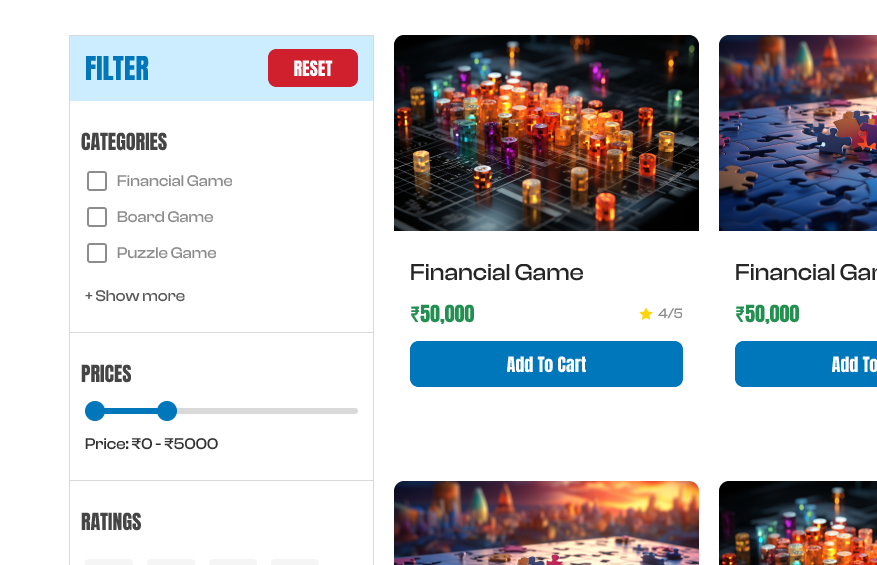 FILTER
RESET
CATEGORIES
Financial Game
Board Game
Puzzle Game
+ Show more
PRICES
Price: ₹0 - ₹5000
RATINGS
Financial Game
₹50,000
4/5
Add To Cart
Financial
₹50,000
Add To